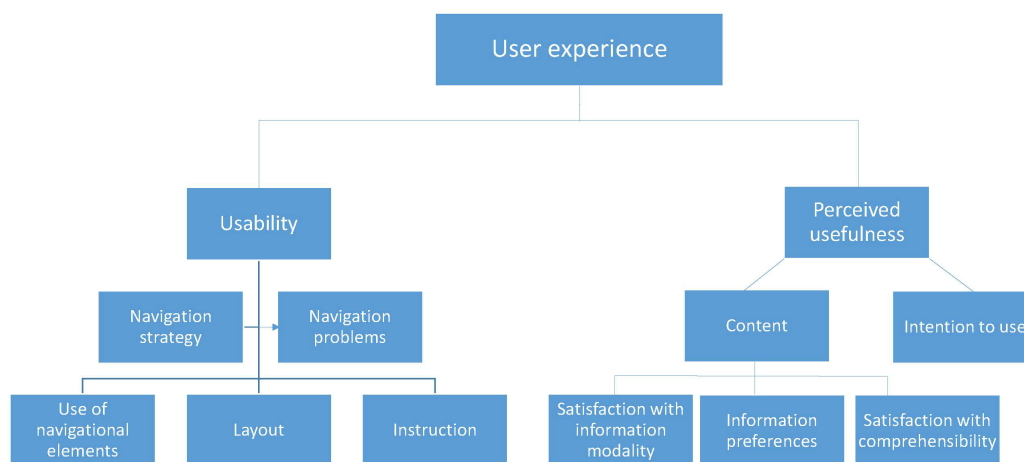 User experience
Usability
Perceived
usefulness
Navigation
strategy
Navigation
problems
Content
Intention to use
Use of
navigational
elements
Layout
Instruction
Satisfaction with
information
modality
Information
preferences
Satisfaction with
comprehensibility